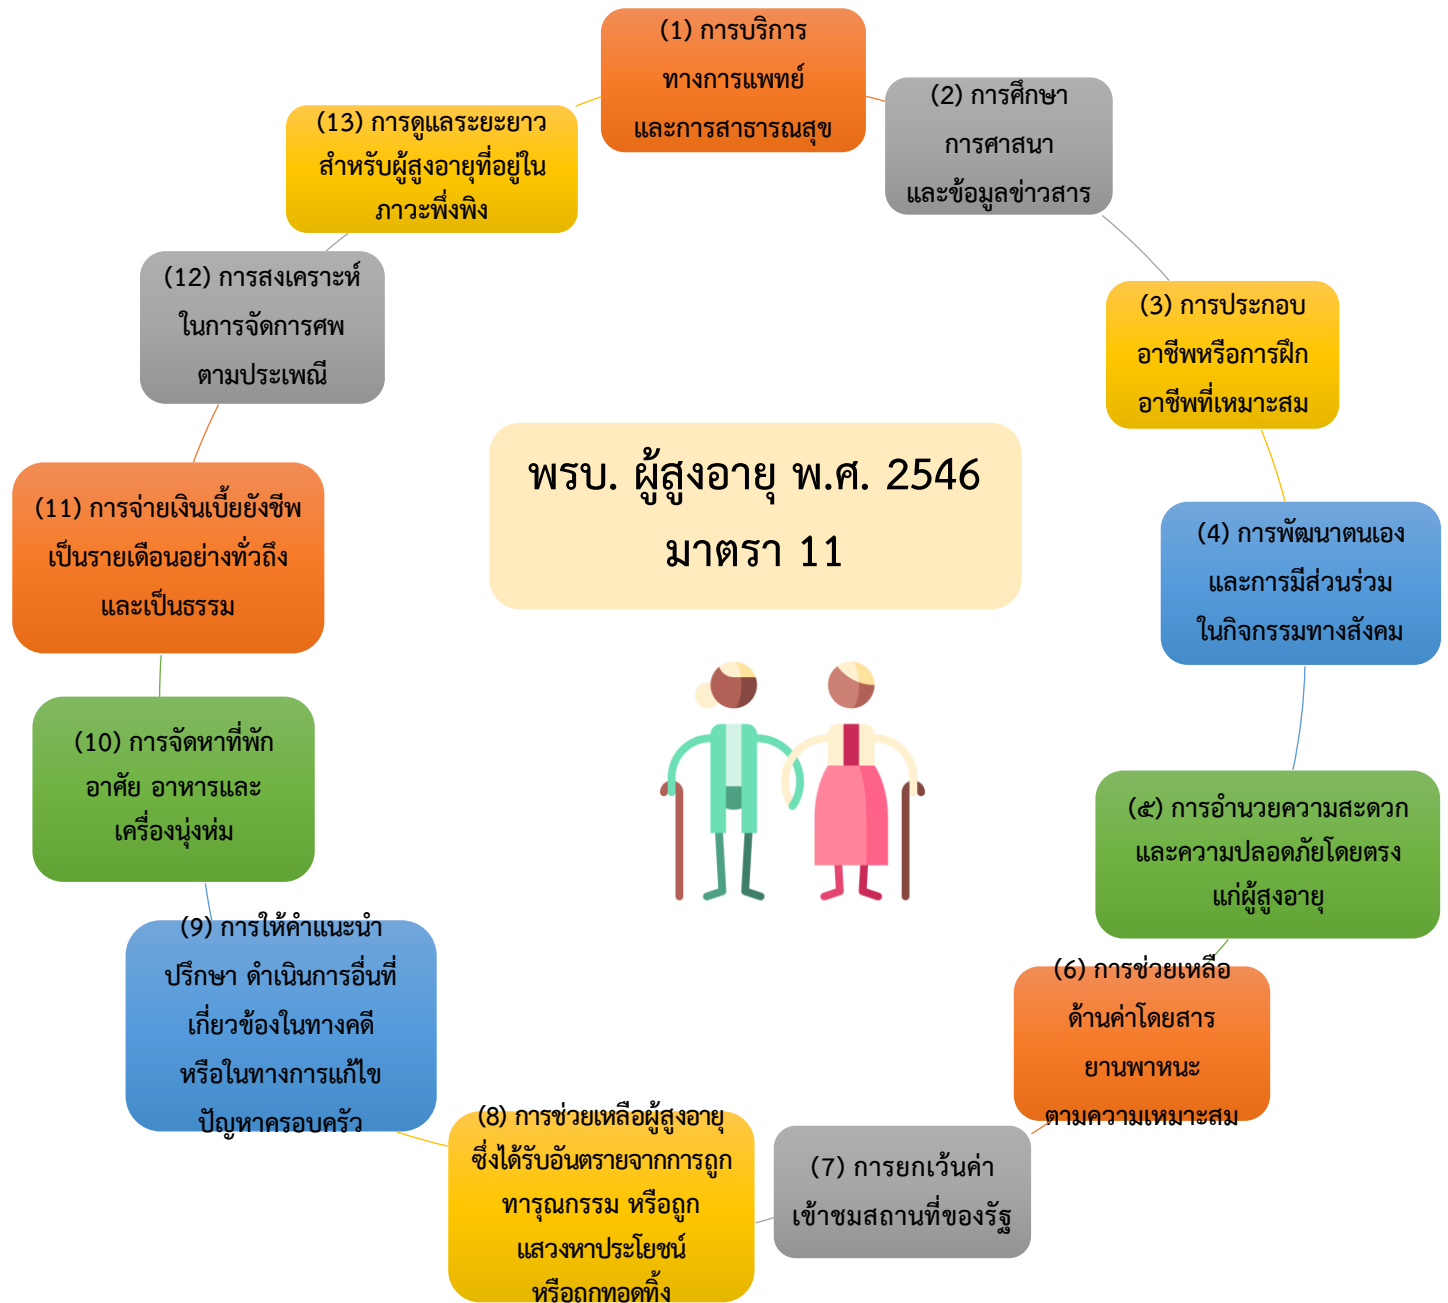 (1) การบริการ
ทางการแพทย์
และการสาธารณสุข
(2) การศึกษา
การศาสนา
และข้อมูลข่าวสาร
(3) การประกอบ
อาชีพหรือการฝึก
อาชีพที่เหมาะสม
(4) การพัฒนาตนเอง
และการมีส่วนร่วม
ในกิจกรรมทางสังคม
(๕) การอำนวยความสะดวก
และความปลอดภัยโดยตรง
แก่ผู้สูงอายุ
(6) การช่วยเหลือ
ด้านค่าโดยสาร
ยานพาหนะ
ตามความเหมาะสม
(7) การยกเว้นค่า
เข้าชมสถานที่ของรัฐ
(8) การช่วยเหลือผู้สูงอายุ
ซึ่งได้รับอันตรายจากการถูก
ทารุณกรรม หรือถูก
แสวงหาประโยชน์
หรือถูกทอดทิ้ง
(9) การให้คำแนะนำ
ปรึกษา ดำเนินการอื่นที่
เกี่ยวข้องในทางคดี
หรือในทางการแก้ไข
ปัญหาครอบครัว
(10) การจัดหาที่พัก
อาศัย อาหารและ
เครื่องนุ่งห่ม
(11) การจ่ายเงินเบี้ยยังชีพ
เป็นรายเดือนอย่างทั่วถึง
และเป็นธรรม
(12) การสงเคราะห์
ในการจัดการศพ
ตามประเพณี
(13) การดูแลระยะยาว
สำหรับผู้สูงอายุที่อยู่ใน
ภาวะพึ่งพิง
พรบ. ผู้สูงอายุ พ.ศ. 2546
มาตรา 11